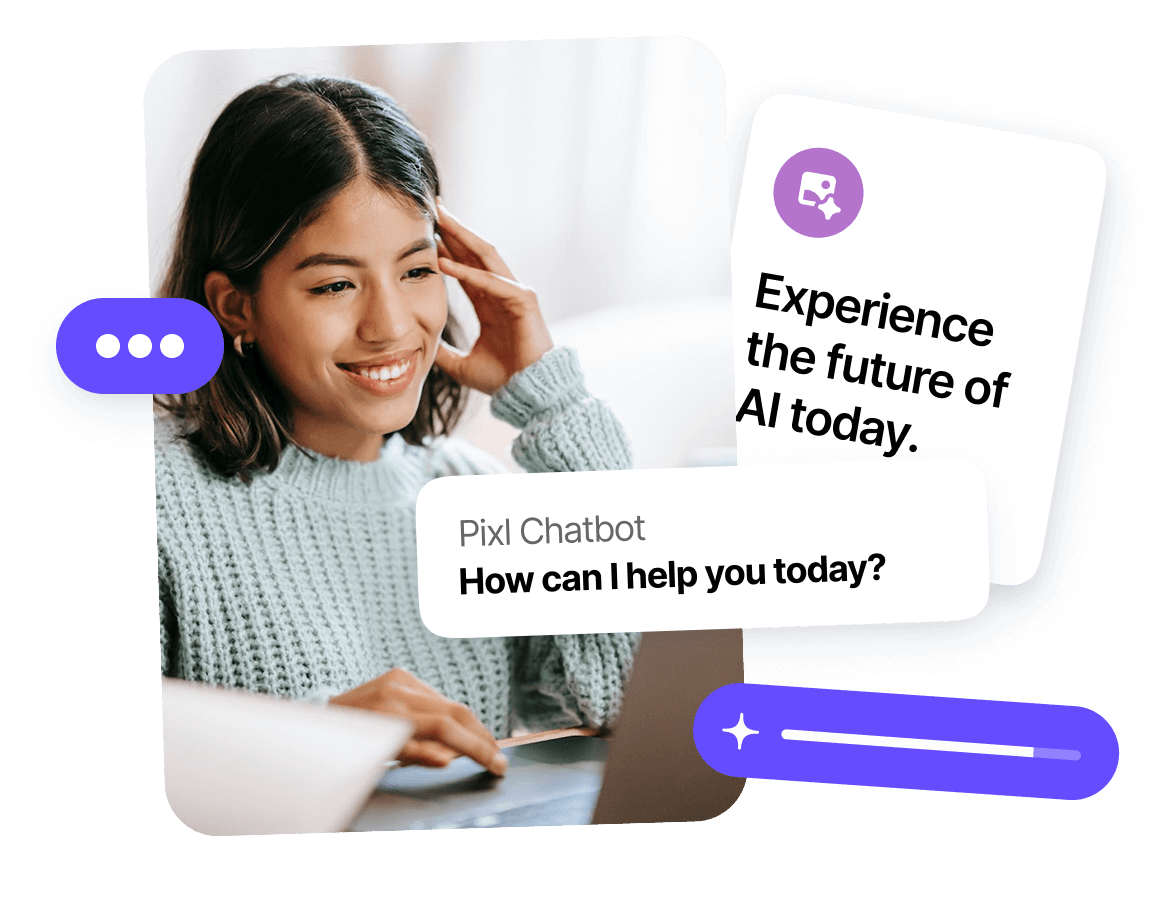 Experience
the future of
AI today.
Pixl Chatbot
How can I help you today?